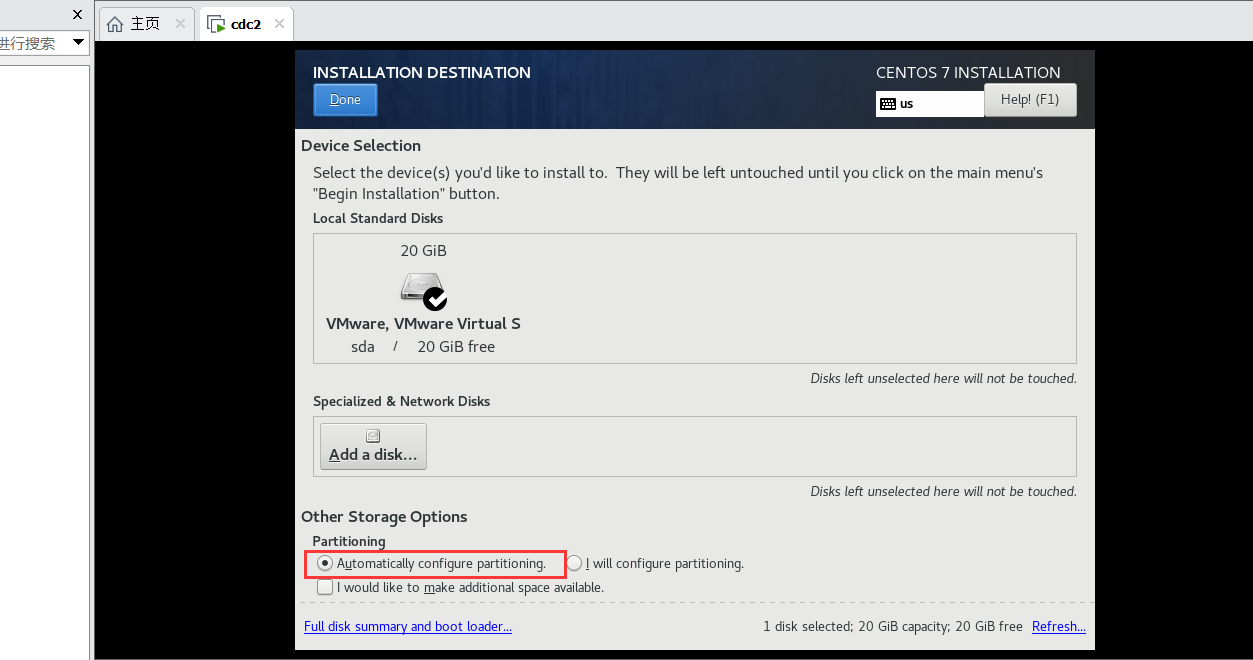 进行搜索
主页
cdc2
INSTALLATION DESTINATION
CENTOS 7 INSTALLATION
Done
us
Help! (F1)
Device Selection
Select the device(s) you'd like to install to.  They will be left untouched until you click on the main menu's
"Begin Installation" button.
Local Standard Disks
20 GiB
VMware, VMware Virtual S
sda / 20 GiB free
Disks left unselected here will not be touched.
Specialized & Network Disks
Add a disk...
Disks left unselected here will not be touched.
Other Storage Options
Partitioning
Automatically configure partitioning. I will configure partitioning.
I would like to make additional space available.
Full disk summary and boot loader...
1 disk selected; 20 GiB capacity; 20 GiB free Refresh...